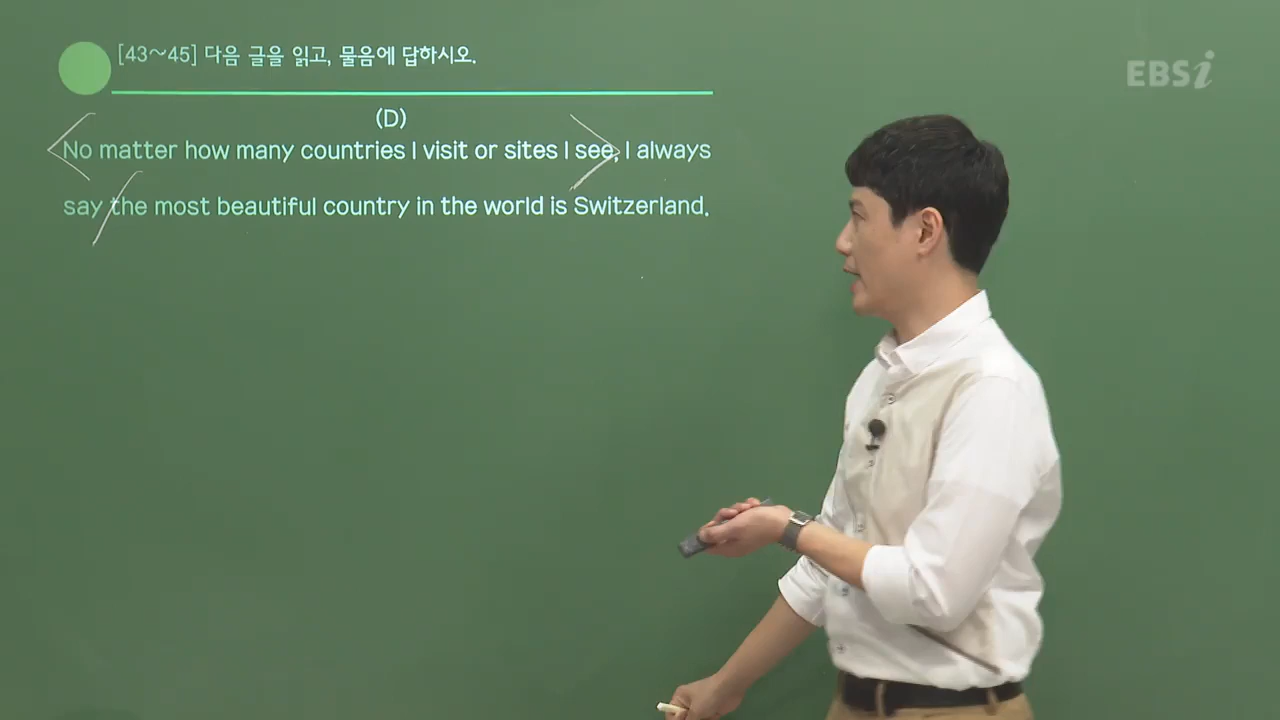 [43~45] 다음 글을 읽고, 물음에 답하시오.
EBSi
(D)
No matter how many countries I visit or sites I see, I always
say the most beautiful country in the world is Switzerland.